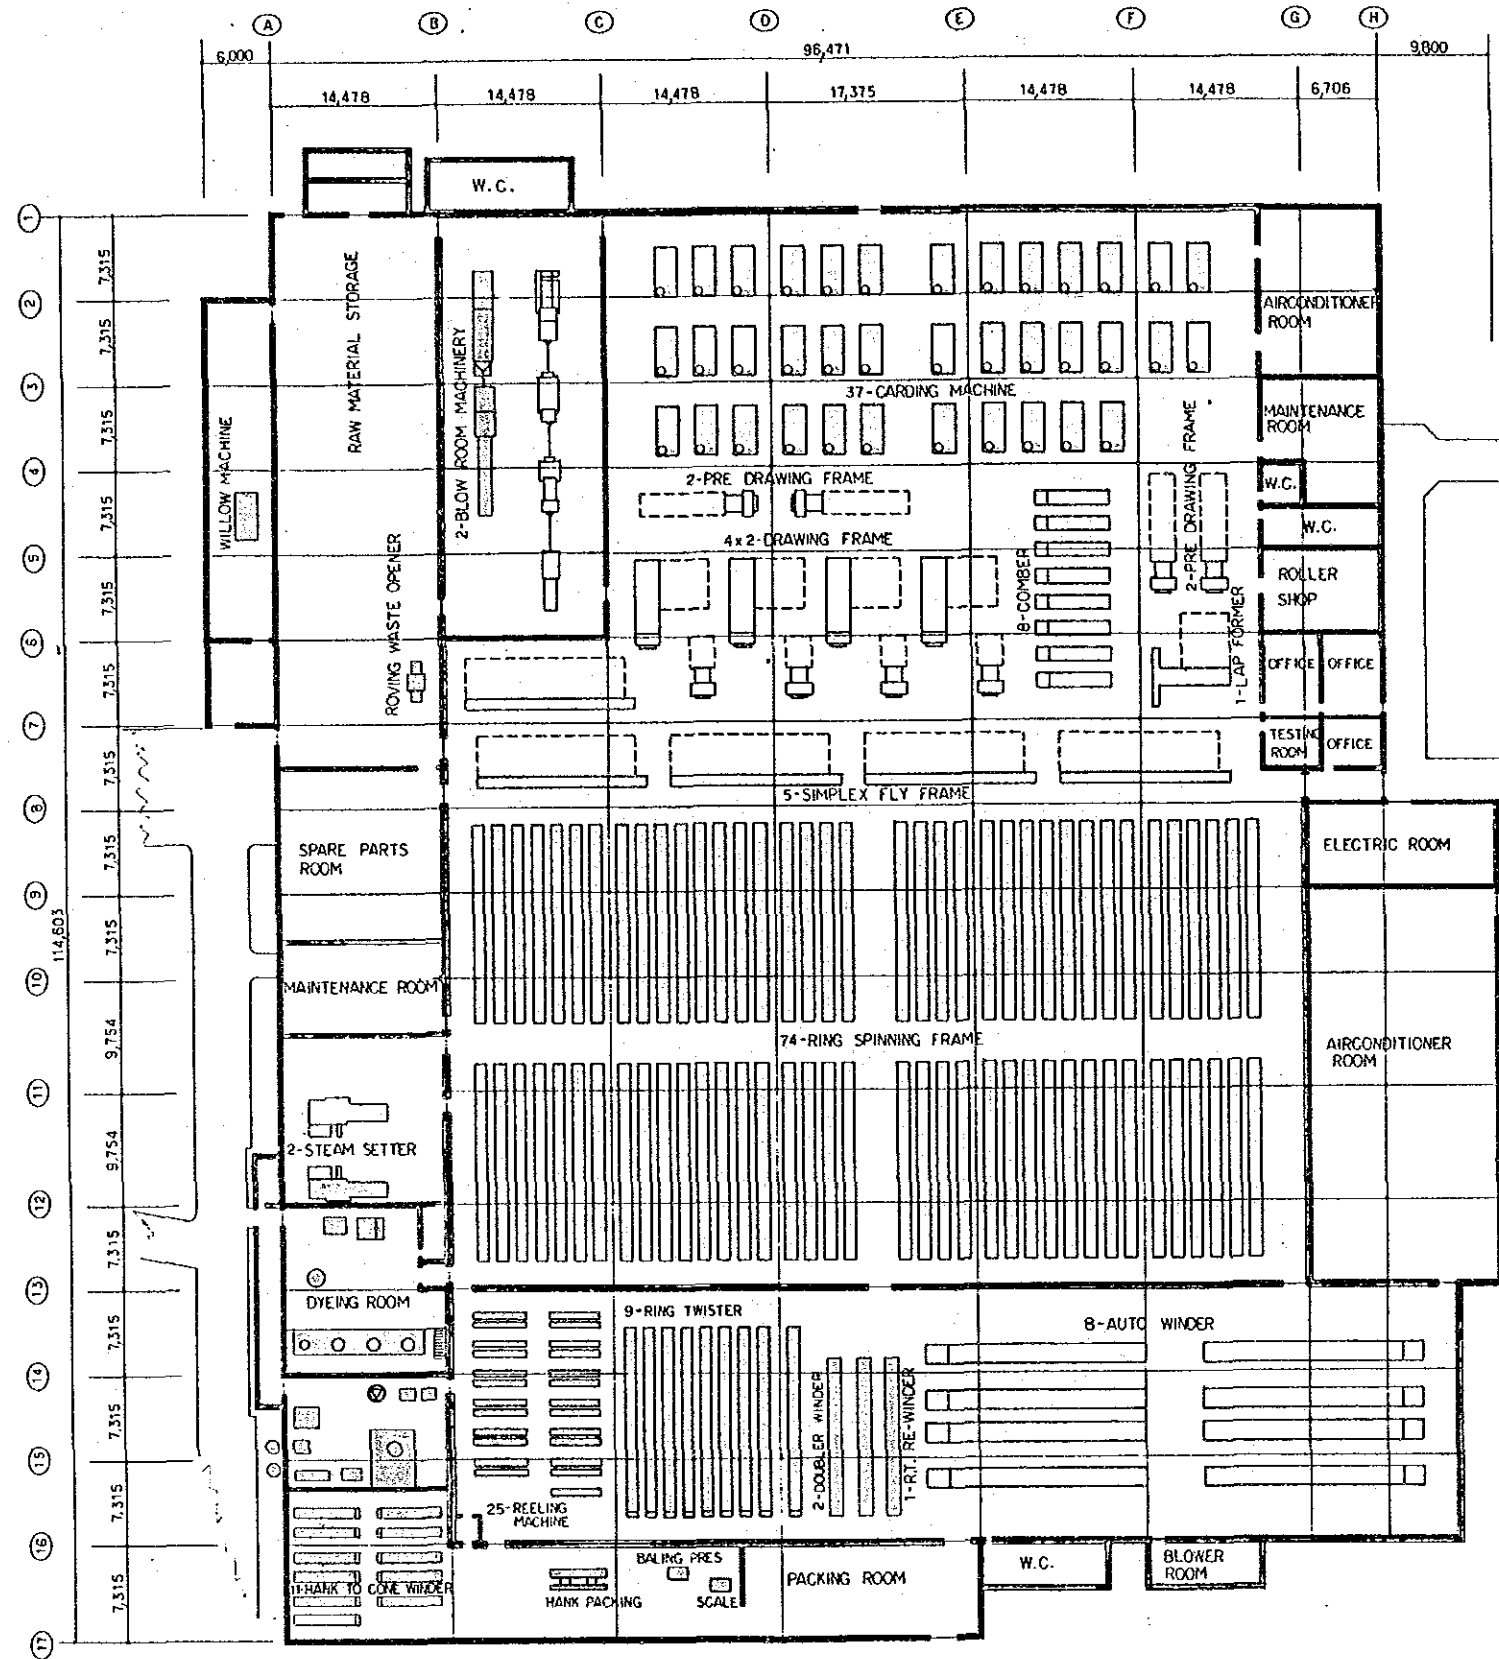 A B C D E F G H
6,000 96,471 9,800
14,478 14,478 14,478 17,375 14,478 14,478 6,706
W.C.
1
7,315
2
7,315
3
7,315
4
7,315
5
7,315
6
7,315
7
7,315
8
7,315
9
7,315
10
9,754
11
9,754
12
7,315
13
7,315
14
7,315
15
7,315
16
7,315
17
114,603
RAW MATERIAL STORAGE
WILLOW MACHINE
2-BLOW ROOM MACHINERY
ROVING WASTE OPENER
37-CARDING MACHINE
AIRCONDITIONER
ROOM
MAINTENANCE
ROOM
W.C.
W.C.
2-PRE DRAWING FRAME
4x2-DRAWING FRAME
8-COMBER
2-PRE DRAWING FRAME
1-LAP FORMER
ROLLER
SHOP
OFFICE OFFICE
TESTING
ROOM
OFFICE
5-SIMPLEX FLY FRAME
SPARE PARTS
ROOM
ELECTRIC ROOM
MAINTENANCE ROOM
74-RING SPINNING FRAME
AIRCONDITIONER
ROOM
2-STEAM SETTER
DYEING ROOM
9-RING TWISTER
8-AUTO WINDER
2-DOUBLER WINDER
1-R.T. RE-WINDER
25-REELING
MACHINE
11-HANK TO CONE WINDER
BALING PRES
HANK PACKING
SCALE
PACKING ROOM
W.C.
BLOWER
ROOM